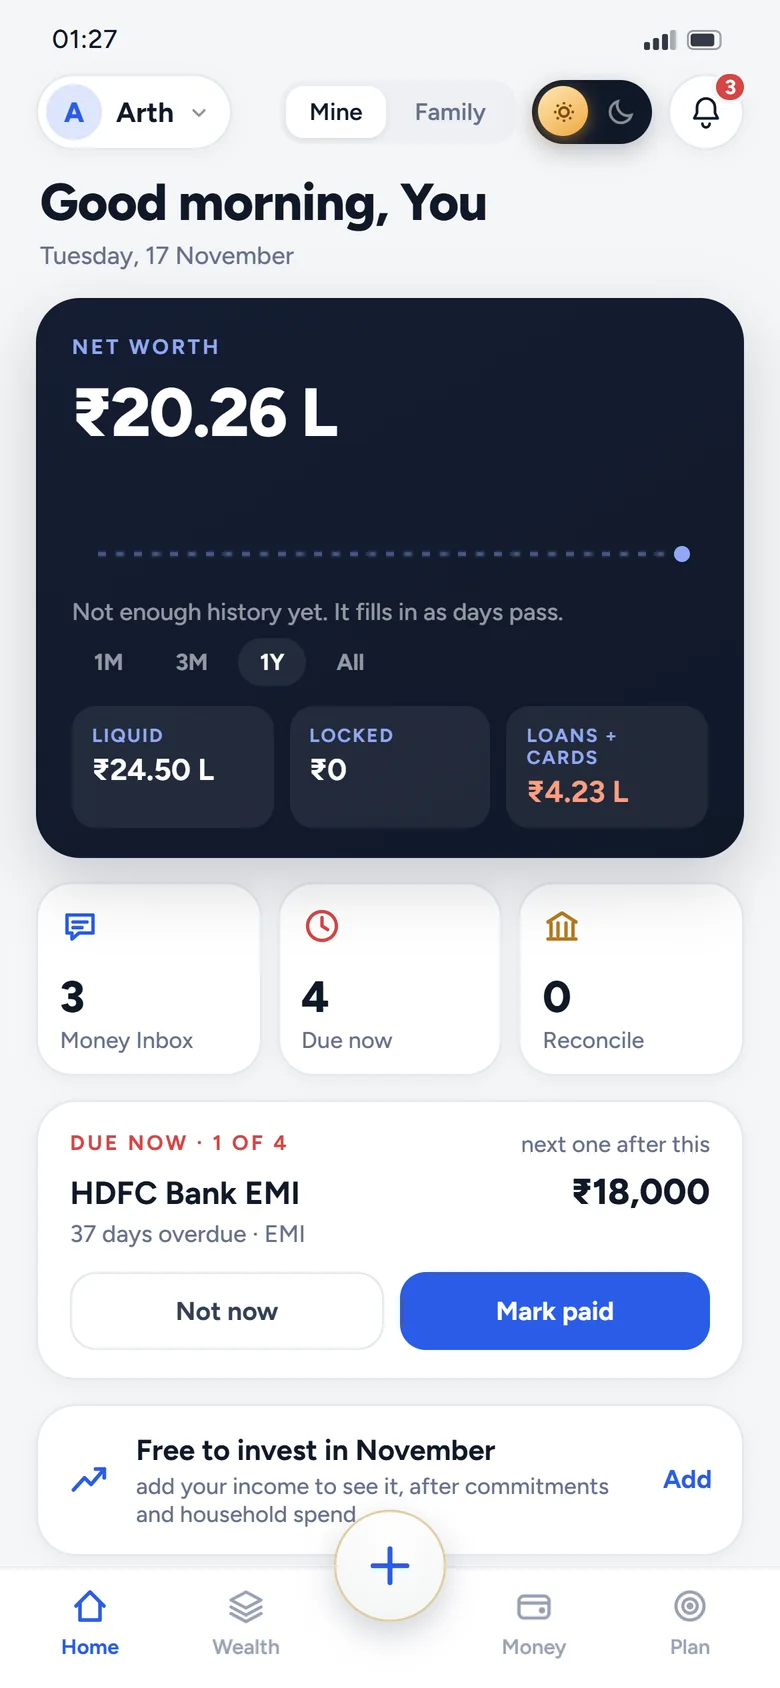 01:27
A Arth
Mine Family
3
Good morning, You
Tuesday, 17 November
NET WORTH
₹20.26 L
Not enough history yet. It fills in as days pass.
1M 3M 1Y All
LIQUID
₹24.50 L
LOCKED
₹0
LOANS +
CARDS
₹4.23 L
3
Money Inbox
4
Due now
0
Reconcile
DUE NOW · 1 OF 4
next one after this
HDFC Bank EMI
₹18,000
37 days overdue · EMI
Not now
Mark paid
Free to invest in November
add your income to see it, after commitments
and household spend
Add
Home
Wealth
Money
Plan